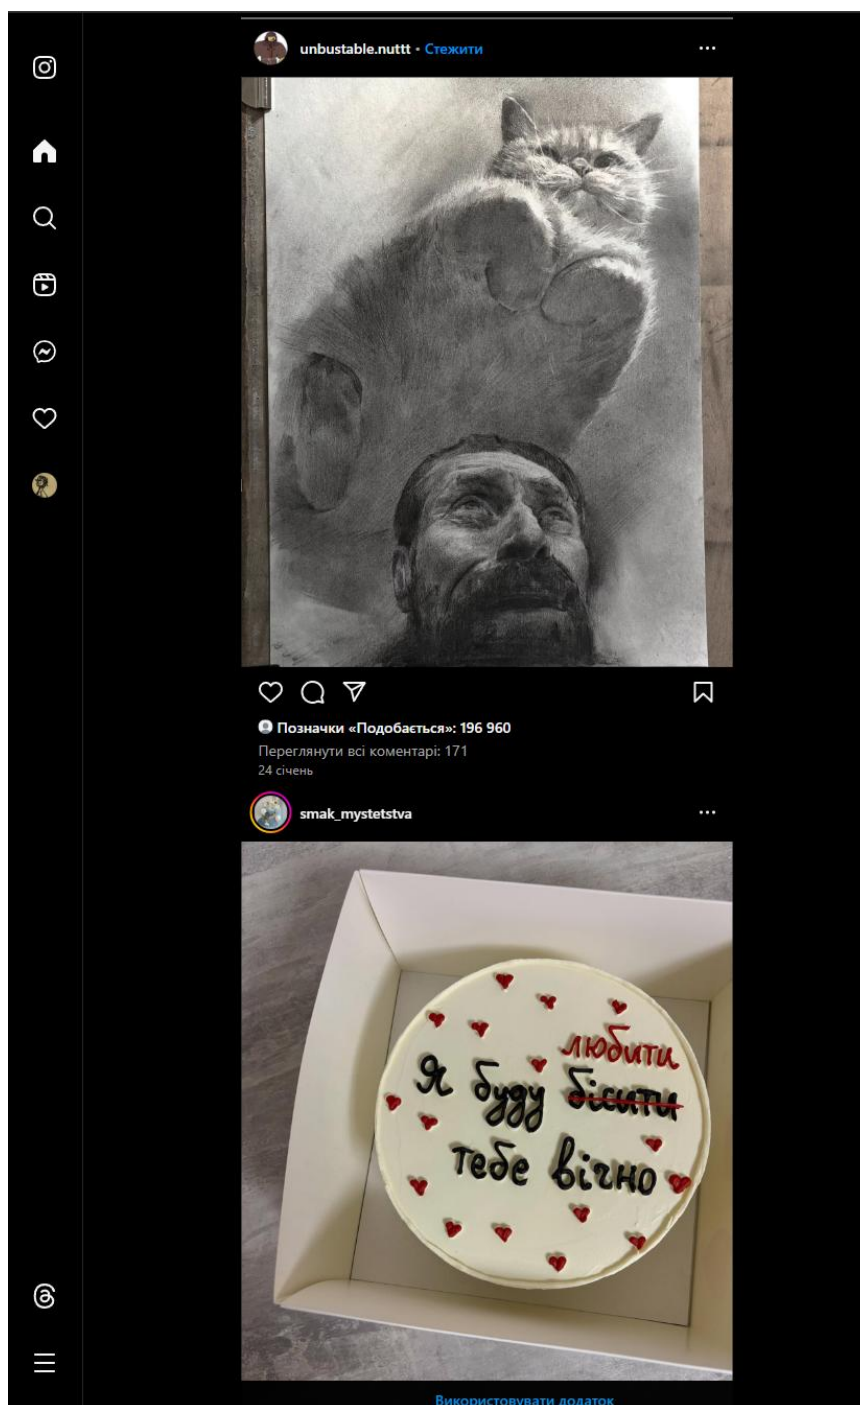 unbustable.nuttt • Стежити
Позначки «Подобається»: 196 960
Переглянути всі коментарі: 171
24 січень
smak_mystetstva
любити
Я буду бісити
тебе вічно
Використовувати додаток